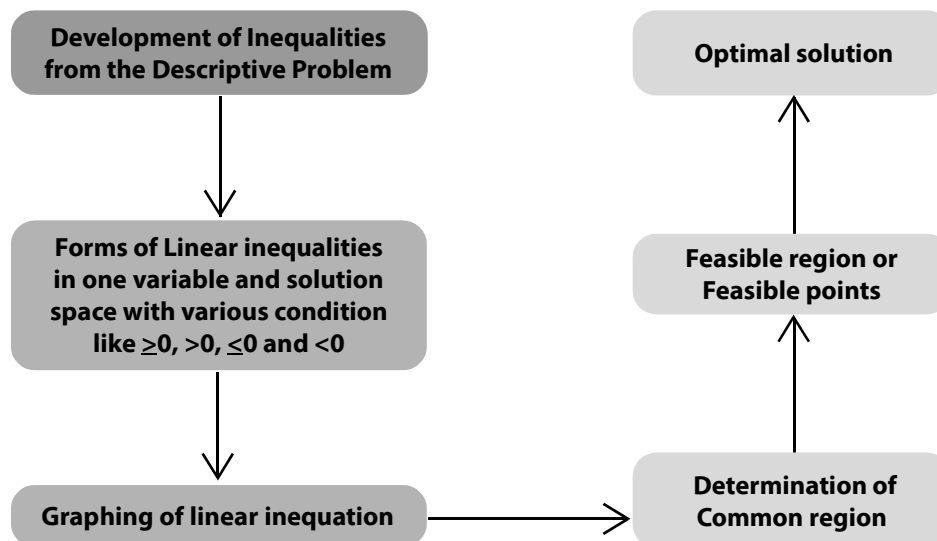 Development of Inequalities
from the Descriptive Problem
Forms of Linear inequalities
in one variable and solution
space with various condition
like ≥0, >0, ≤0 and <0
Graphing of linear inequation
Determination of
Common region
Feasible region or
Feasible points
Optimal solution